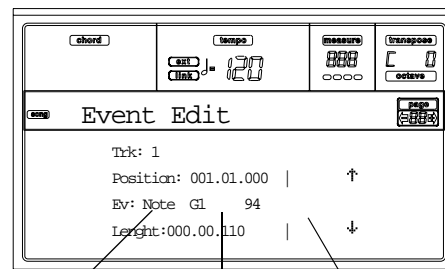 chord tempo measure transpose
ext link ♩= 120 888 C 0
octave
song Event Edit page
88
Trk: 1
Position: 001.01.000 | ↑
Ev: Note G1 94
Lenght:000.00.110 | ↓